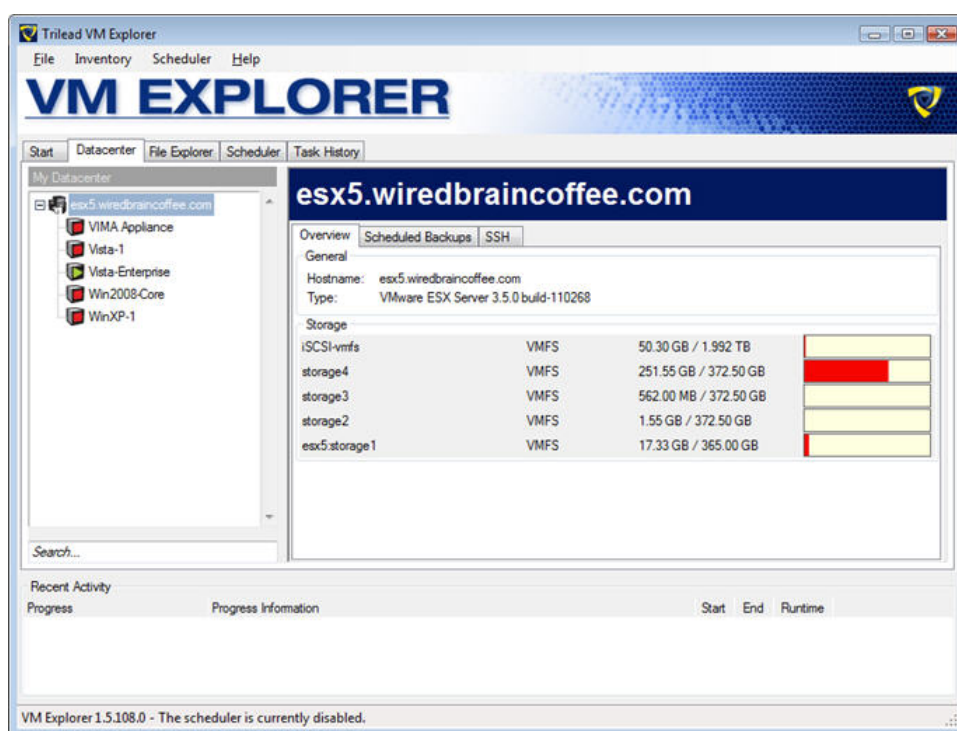 Trilead VM Explorer
File Inventory Scheduler Help
VM EXPLORER
Start Datacenter File Explorer Scheduler Task History
My Datacenter
esx5.wiredbraincoffee.com
VIMA Appliance
Vista-1
Vista-Enterprise
Win2008-Core
WinXP-1
Search...
esx5.wiredbraincoffee.com
Overview Scheduled Backups SSH
General
Hostname: esx5.wiredbraincoffee.com
Type: VMware ESX Server 3.5.0 build-110268
Storage
iSCSI-vmfs VMFS 50.30 GB / 1.992 TB
storage4 VMFS 251.55 GB / 372.50 GB
storage3 VMFS 562.00 MB / 372.50 GB
storage2 VMFS 1.55 GB / 372.50 GB
esx5:storage1 VMFS 17.33 GB / 365.00 GB
Recent Activity
Progress Progress Information Start End Runtime
VM Explorer 1.5.108.0 - The scheduler is currently disabled.